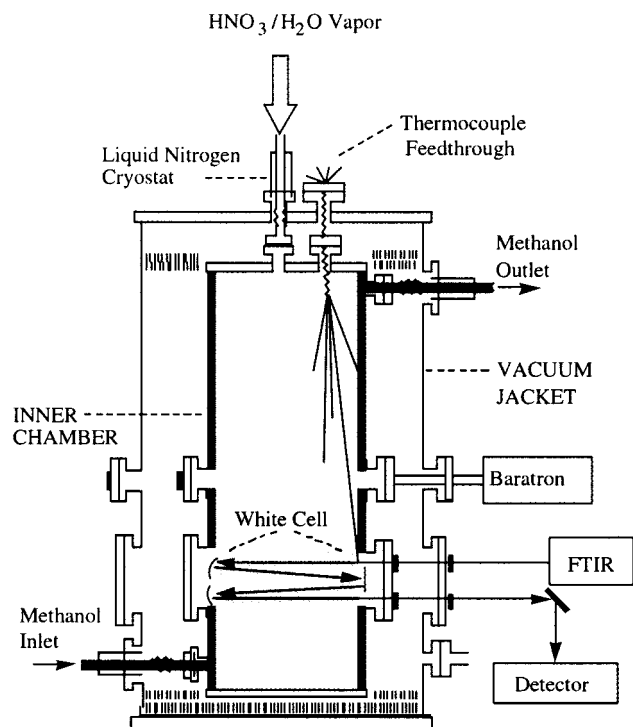 HNO3/H2O Vapor
Liquid Nitrogen
Cryostat
Thermocouple
Feedthrough
Methanol
Outlet
VACUUM
JACKET
INNER
CHAMBER
Baratron
White Cell
FTIR
Methanol
Inlet
Detector